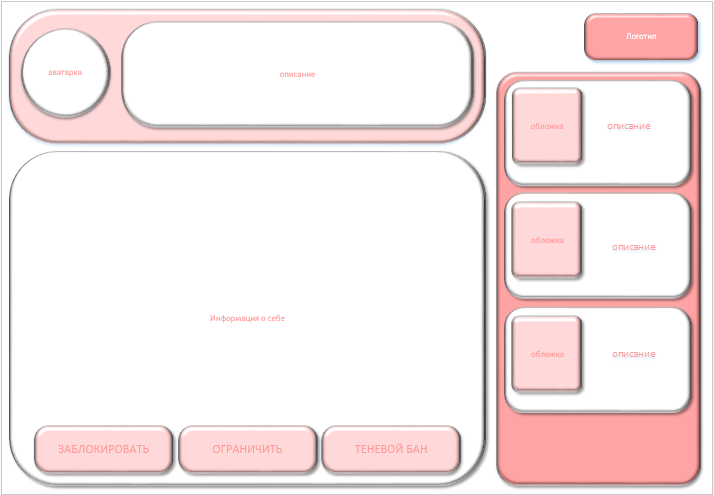 аватарка
описание
Логотип
обложка
описание
обложка
описание
обложка
описание
Информация о себе
ЗАБЛОКИРОВАТЬ
ОГРАНИЧИТЬ
ТЕНЕВОЙ БАН